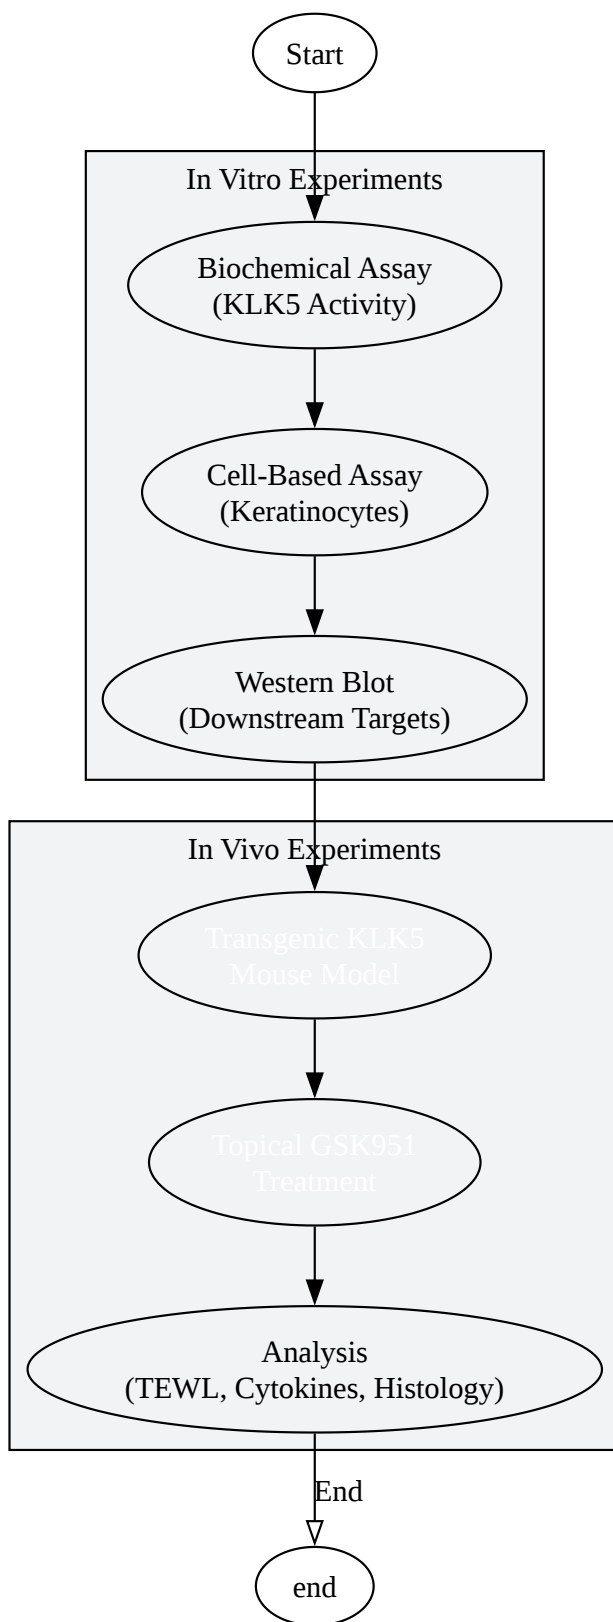 Start
In Vitro Experiments
Biochemical Assay
(KLK5 Activity)
Cell-Based Assay
(Keratinocytes)
Western Blot
(Downstream Targets)
In Vivo Experiments
Transgenic KLK5
Mouse Model
Topical GSK951
Treatment
Analysis
(TEWL, Cytokines, Histology)
End
end